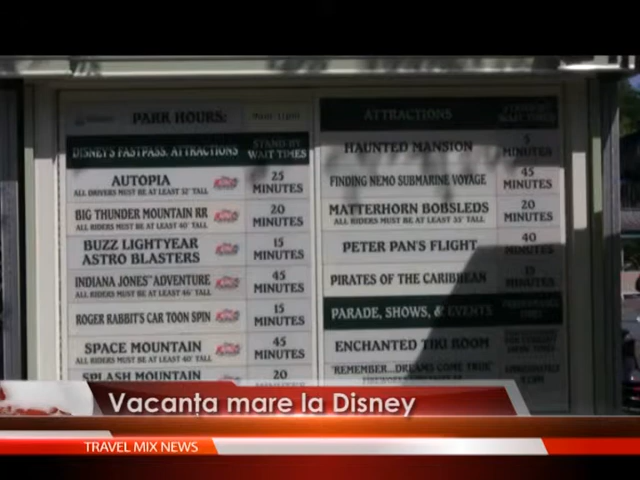 PARK HOURS:
DISNEY'S FASTPASS. ATTRACTIONS
STAND-BY
WAIT TIMES
AUTOPIA
ALL DRIVERS MUST BE AT LEAST 52" TALL
25
MINUTES
BIG THUNDER MOUNTAIN RR
ALL RIDERS MUST BE AT LEAST 40" TALL
20
MINUTES
BUZZ LIGHTYEAR
ASTRO BLASTERS
15
MINUTES
INDIANA JONES™ADVENTURE
ALL RIDERS MUST BE AT LEAST 46" TALL
45
MINUTES
ROGER RABBIT'S CAR TOON SPIN
15
MINUTES
SPACE MOUNTAIN
ALL RIDERS MUST BE AT LEAST 40" TALL
45
MINUTES
SPLASH MOUNTAIN
20
ATTRACTIONS
STAND-BY
WAIT TIMES
HAUNTED MANSION
5
MINUTES
FINDING NEMO SUBMARINE VOYAGE
45
MINUTES
MATTERHORN BOBSLEDS
ALL RIDERS MUST BE AT LEAST 35" TALL
20
MINUTES
PETER PAN'S FLIGHT
40
MINUTES
PIRATES OF THE CARIBBEAN
MINUTES
PARADE, SHOWS, & EVENTS
ENCHANTED TIKI ROOM
"REMEMBER...DREAMS COME TRUE"
Vacanța mare la Disney
TRAVEL MIX NEWS